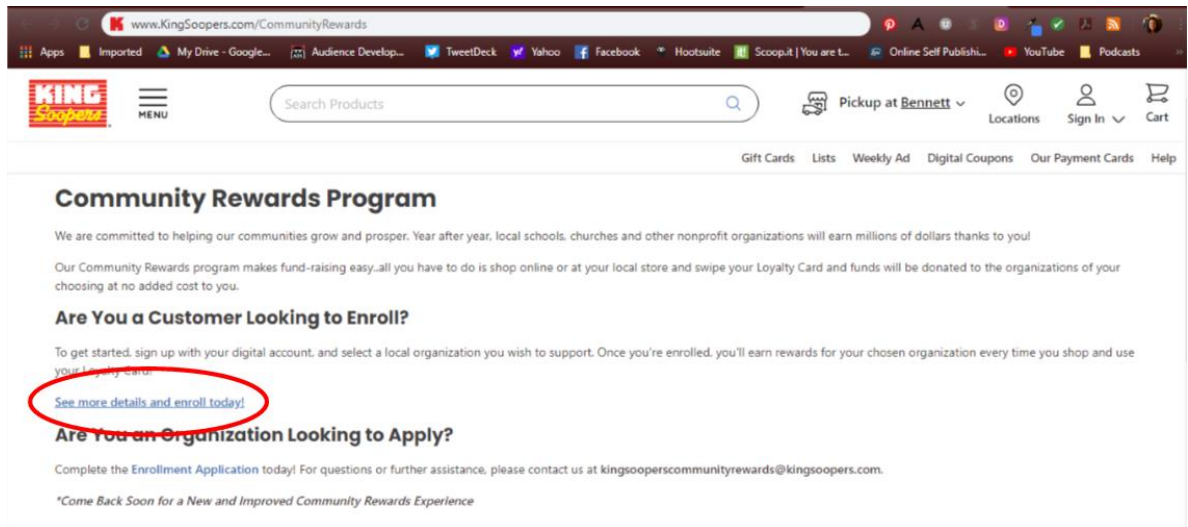 www.KingSoopers.com/CommunityRewards
Apps Imported My Drive - Google... Audience Develop... TweetDeck Yahoo Facebook Hootsuite Scoop.it | You are t... Online Self Publishi... YouTube Podcasts »
KING Soopers MENU Search Products Pickup at Bennett Locations Sign In Cart
Gift Cards Lists Weekly Ad Digital Coupons Our Payment Cards Help
Community Rewards Program
We are committed to helping our communities grow and prosper. Year after year, local schools, churches and other nonprofit organizations will earn millions of dollars thanks to you!
Our Community Rewards program makes fund-raising easy..all you have to do is shop online or at your local store and swipe your Loyalty Card and funds will be donated to the organizations of your
choosing at no added cost to you.
Are You a Customer Looking to Enroll?
To get started, sign up with your digital account, and select a local organization you wish to support. Once you're enrolled, you'll earn rewards for your chosen organization every time you shop and use
your Loyalty Card!
See more details and enroll today!
Are You an Organization Looking to Apply?
Complete the Enrollment Application today! For questions or further assistance, please contact us at kingsooperscommunityrewards@kingsoopers.com.
*Come Back Soon for a New and Improved Community Rewards Experience